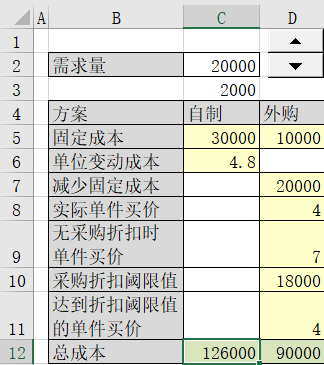 A B C D
1
2 需求量 20000
3 2000
4 方案 自制 外购
5 固定成本 30000 10000
6 单位变动成本 4.8
7 减少固定成本 20000
8 实际单件买价 4
无采购折扣时
9 单件买价 7
10 采购折扣阈限值 18000
达到折扣阈限值
11 的单件买价 4
12 总成本 126000 90000